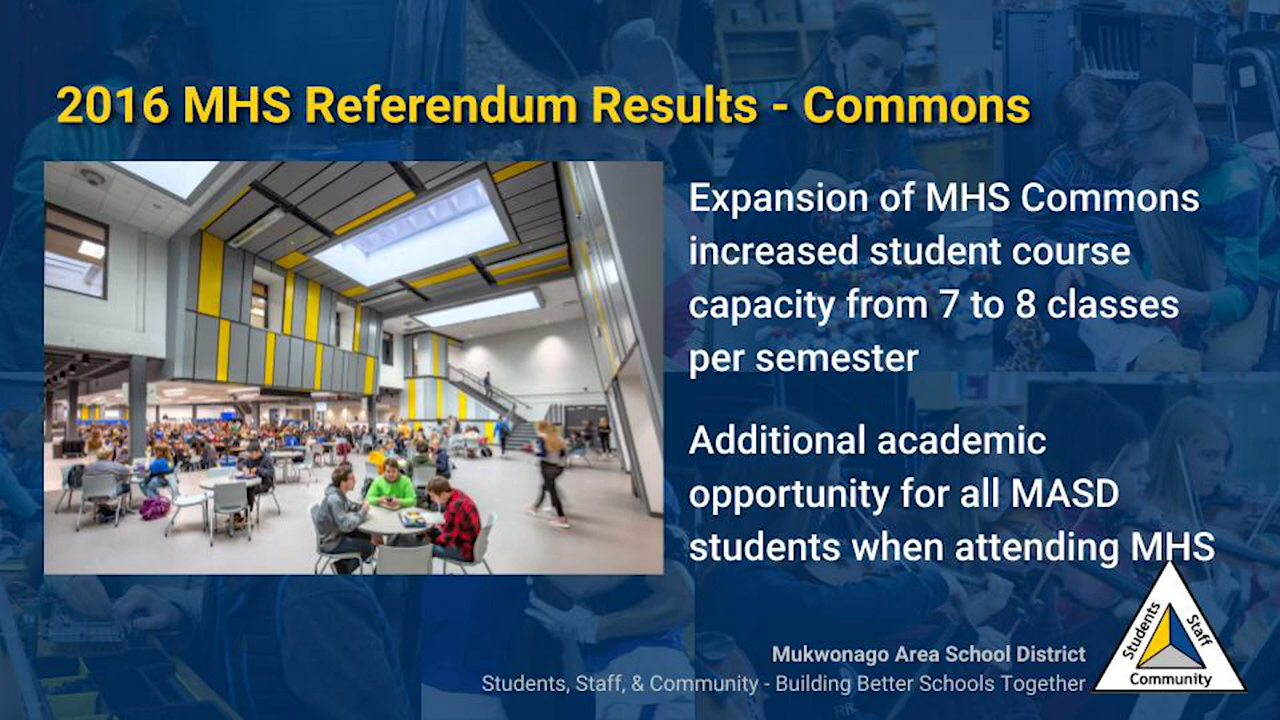 2016 MHS Referendum Results - Commons
Expansion of MHS Commons
increased student course
capacity from 7 to 8 classes
per semester
Additional academic
opportunity for all MASD
students when attending MHS
Mukwonago Area School District
Students, Staff, & Community - Building Better Schools Together
Students
Staff
Community